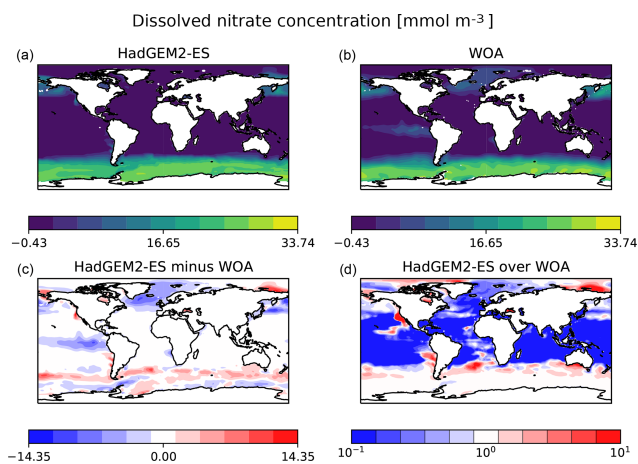 Dissolved nitrate concentration [mmol m⁻³]
(a) HadGEM2-ES (b) WOA
−0.43 16.65 33.74 −0.43 16.65 33.74
(c) HadGEM2-ES minus WOA (d) HadGEM2-ES over WOA
−14.35 0.00 14.35 10⁻¹ 10⁰ 10¹